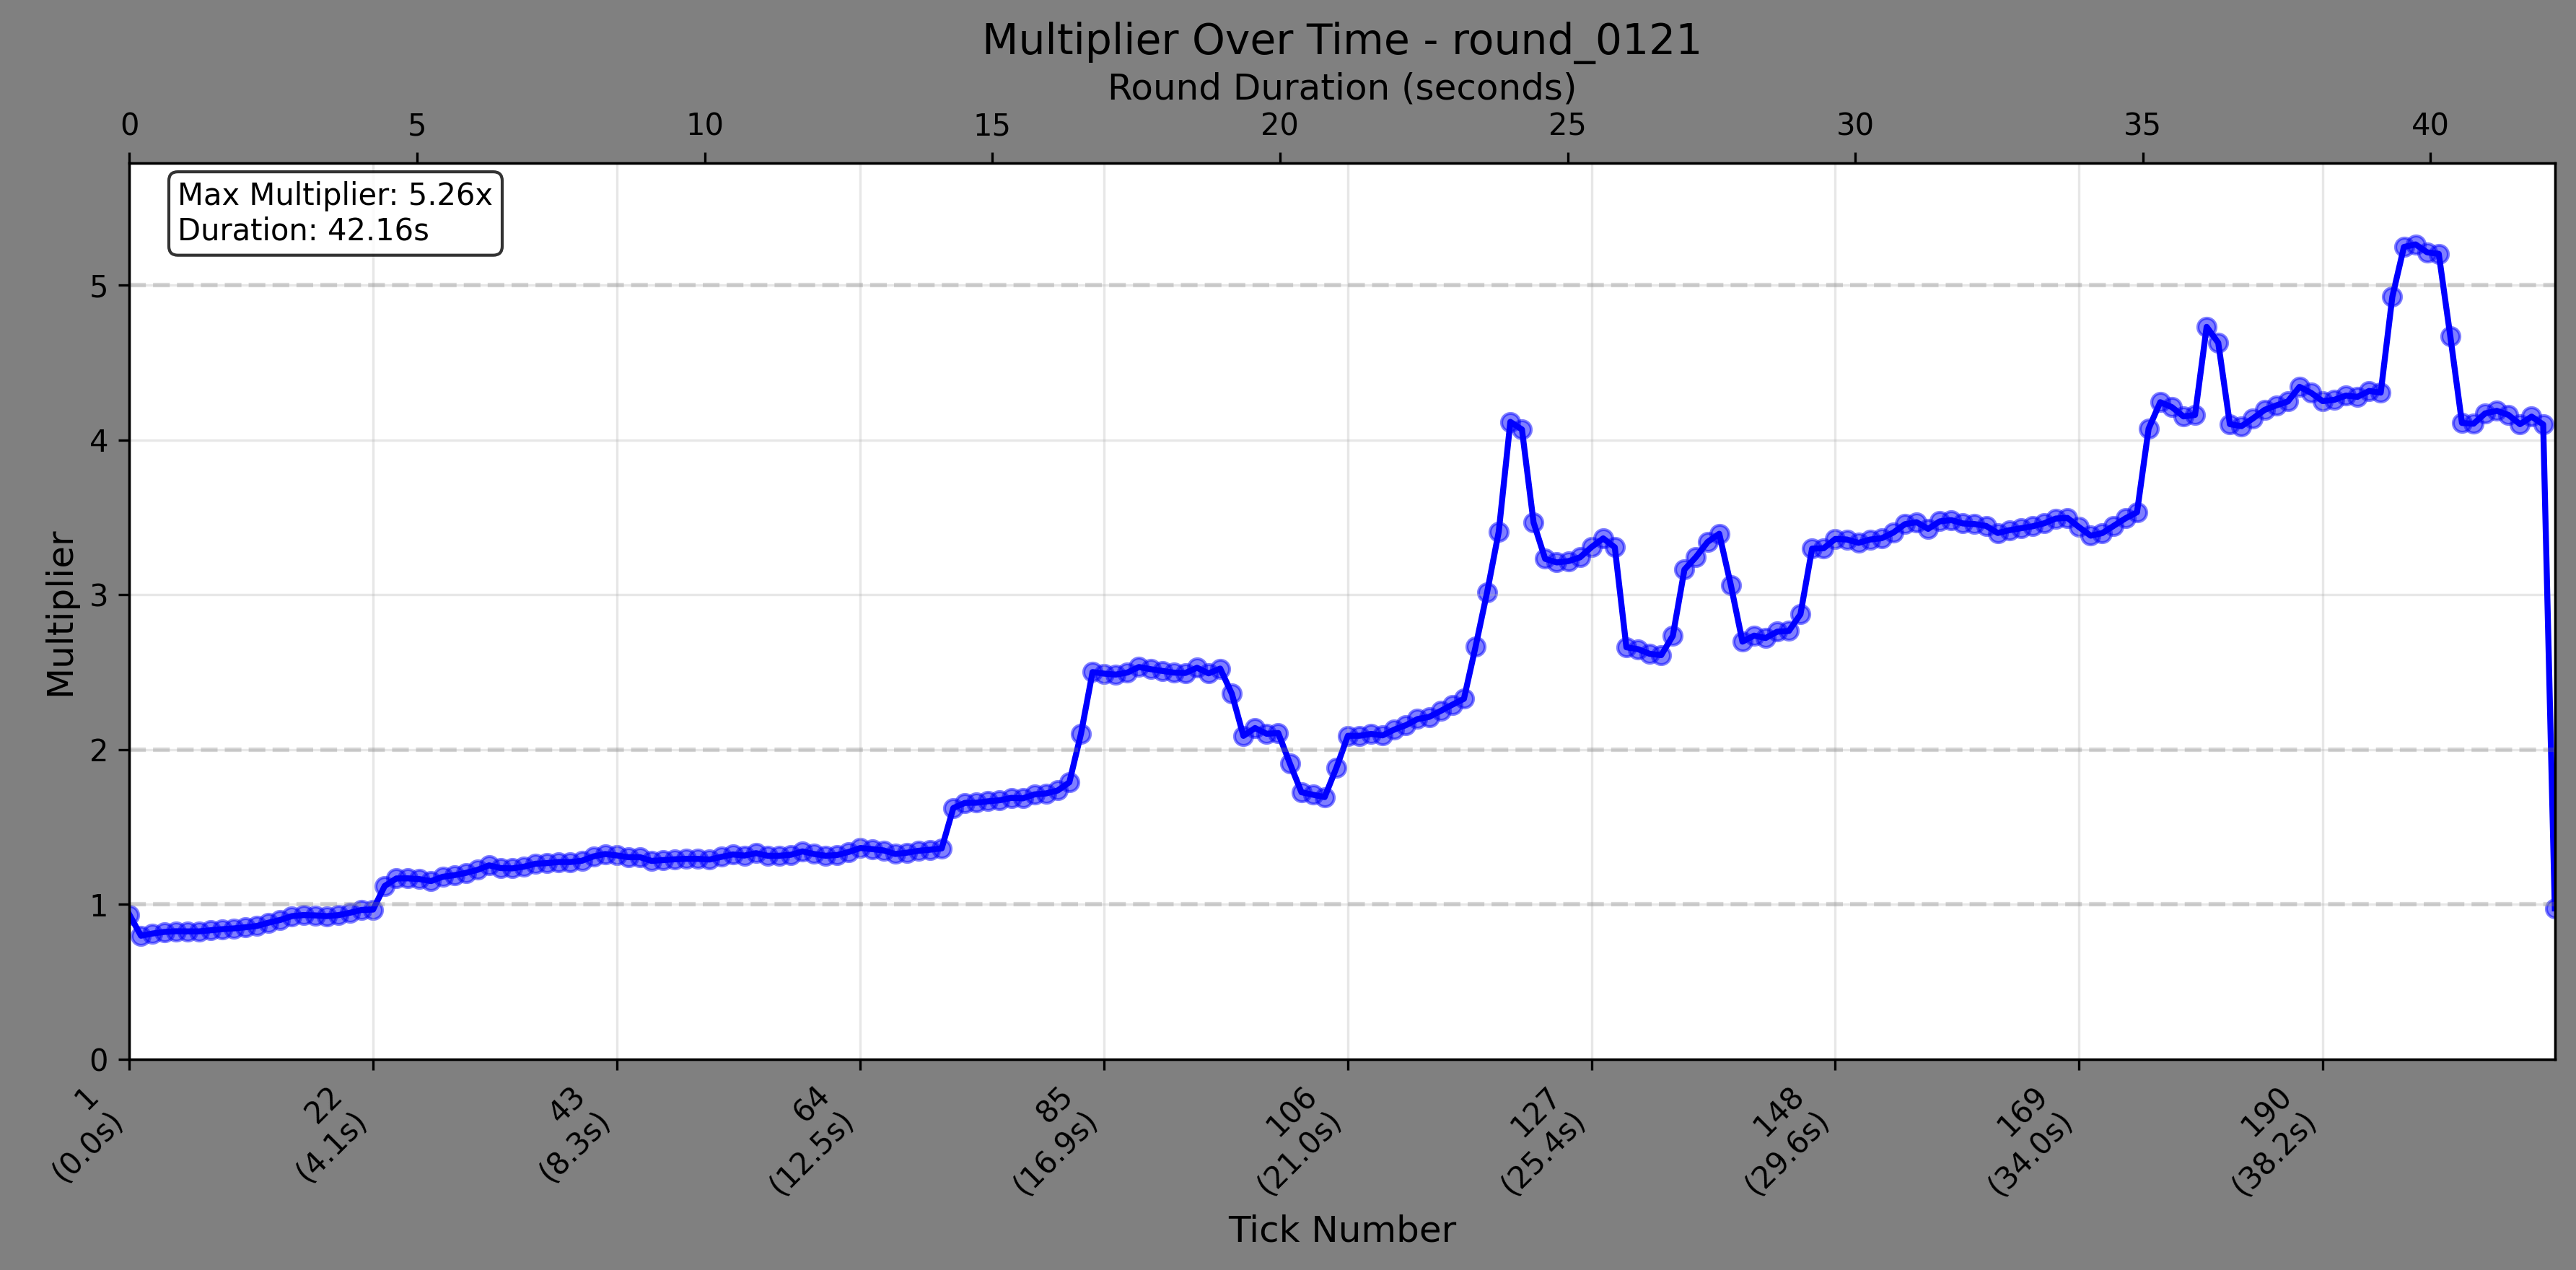 Multiplier Over Time - round_0121
Round Duration (seconds)
0 5 10 15 20 25 30 35 40
Max Multiplier: 5.26x
Duration: 42.16s
Multiplier
5
4
3
2
1
0
1 22 43 64 85 106 127 148 169 190
(0.0s) (4.1s) (8.3s) (12.5s) (16.9s) (21.0s) (25.4s) (29.6s) (34.0s) (38.2s)
Tick Number